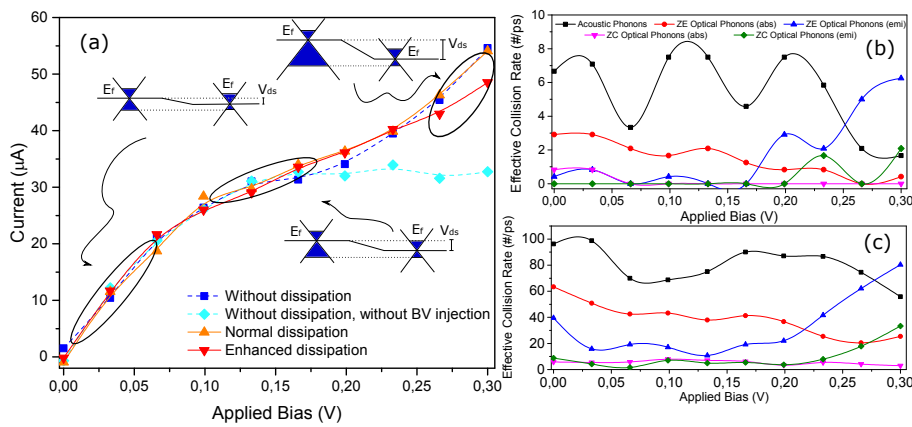 (a)
Ef
Ef
Vds
Ef
Ef
Vds
Ef
Ef
Vds
Without dissipation
Without dissipation, without BV injection
Normal dissipation
Enhanced dissipation
60
50
40
30
20
10
0
Current (μA)
0,00 0,05 0,10 0,15 0,20 0,25 0,30
Applied Bias (V)
Acoustic Phonons
ZE Optical Phonons (abs)
ZE Optical Phonons (emi)
ZC Optical Phonons (abs)
ZC Optical Phonons (emi)
(b)
10
8
6
4
2
0
Effective Collision Rate (#/ps)
0,00 0,05 0,10 0,15 0,20 0,25 0,30
Applied Bias (V)
(c)
100
80
60
40
20
0
Effective Collision Rate (#/ps)
0,00 0,05 0,10 0,15 0,20 0,25 0,30
Applied Bias (V)